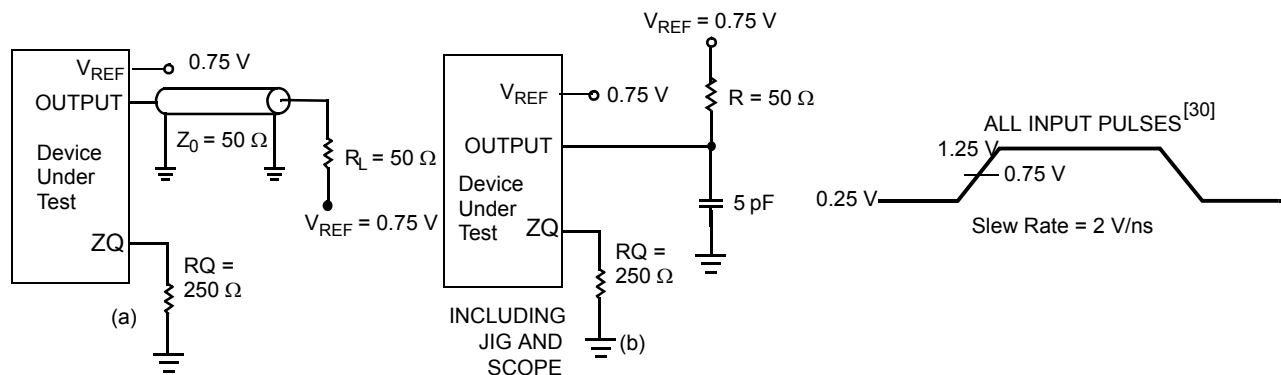 V_REF 0.75 V
OUTPUT
Z_0 = 50 Ω
Device
Under
Test
R_L = 50 Ω
V_REF = 0.75 V
ZQ
RQ =
250 Ω
(a)
V_REF = 0.75 V
R = 50 Ω
V_REF 0.75 V
OUTPUT
Device
Under
Test
5 pF
ZQ
RQ =
250 Ω
INCLUDING
JIG AND
SCOPE
(b)
ALL INPUT PULSES[30]
1.25 V
0.75 V
0.25 V
Slew Rate = 2 V/ns